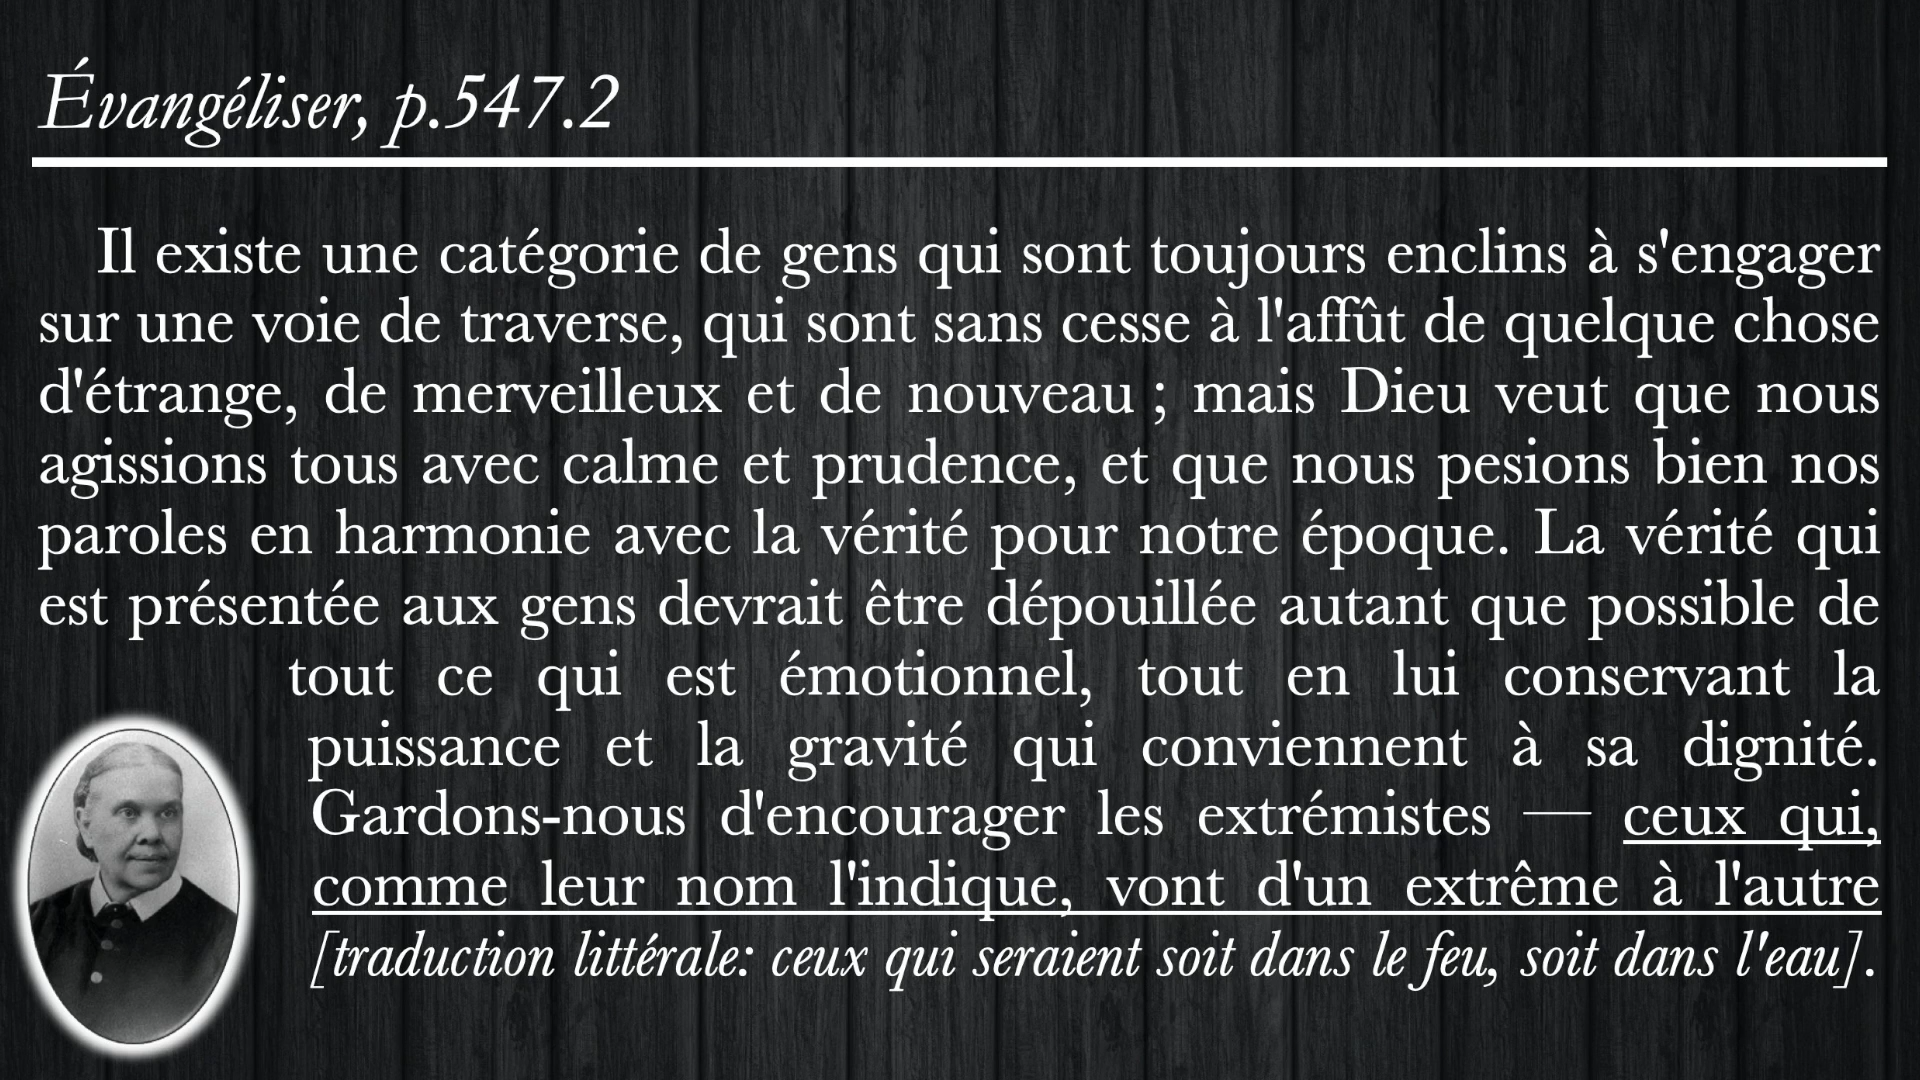 Évangéliser, p.547.2
Il existe une catégorie de gens qui sont toujours enclins à s'engager
sur une voie de traverse, qui sont sans cesse à l'affût de quelque chose
d'étrange, de merveilleux et de nouveau ; mais Dieu veut que nous
agissions tous avec calme et prudence, et que nous pesions bien nos
paroles en harmonie avec la vérité pour notre époque. La vérité qui
est présentée aux gens devrait être dépouillée autant que possible de
tout ce qui est émotionnel, tout en lui conservant la
puissance et la gravité qui conviennent à sa dignité.
Gardons-nous d'encourager les extrémistes — ceux qui,
comme leur nom l'indique, vont d'un extrême à l'autre
[traduction littérale: ceux qui seraient soit dans le feu, soit dans l'eau].